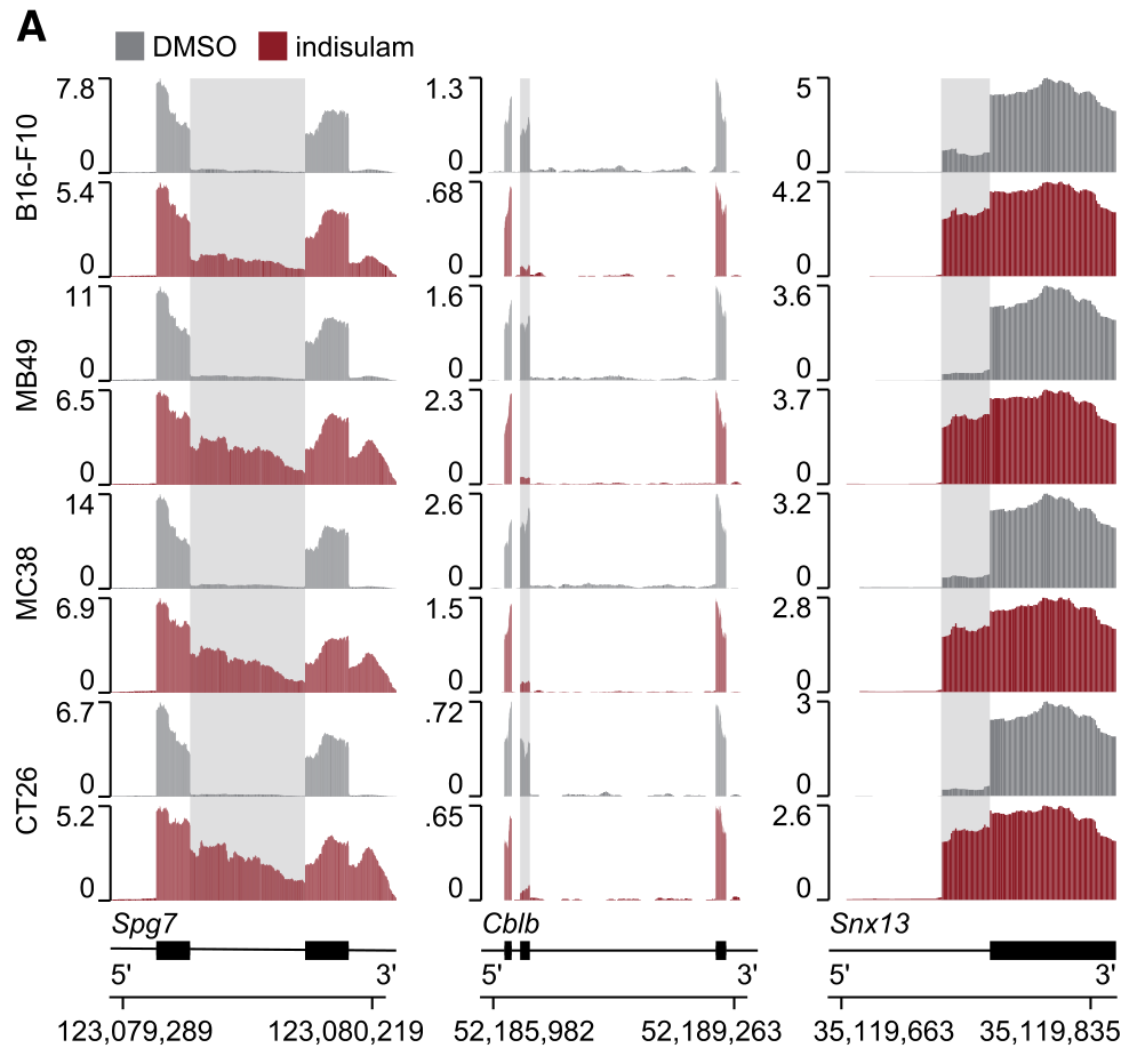 A
DMSO indisulam
B16-F10
7.8 1.3 5
0 0 0
5.4 .68 4.2
0 0 0
MB49
11 1.6 3.6
0 0 0
6.5 2.3 3.7
0 0 0
MC38
14 2.6 3.2
0 0 0
6.9 1.5 2.8
0 0 0
CT26
6.7 .72 3
0 0 0
5.2 .65 2.6
0 0 0
Spg7 Cblb Snx13
5' 3' 5' 3' 5' 3'
123,079,289 123,080,219 52,185,982 52,189,263 35,119,663 35,119,835